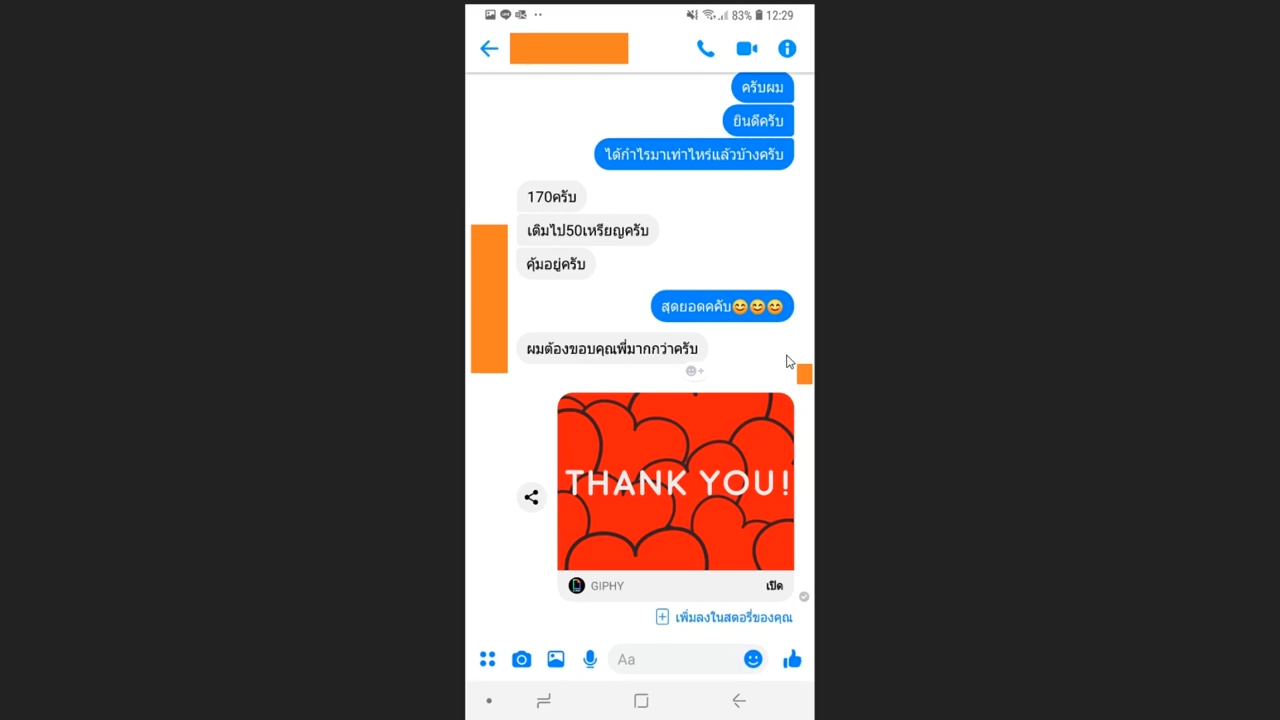 83% 12:29
ครับผม
ยินดีครับ
ได้กำไรมาเท่าไหร่แล้วบ้างครับ
170ครับ
เติมไป50เหรียญครับ
คุ้มอยู่ครับ
สุดยอดคคับ😊😊😊
ผมต้องขอบคุณพี่มากกว่าครับ
THANK YOU!
GIPHY เปิด
เพิ่มลงในสตอรี่ของคุณ
Aa